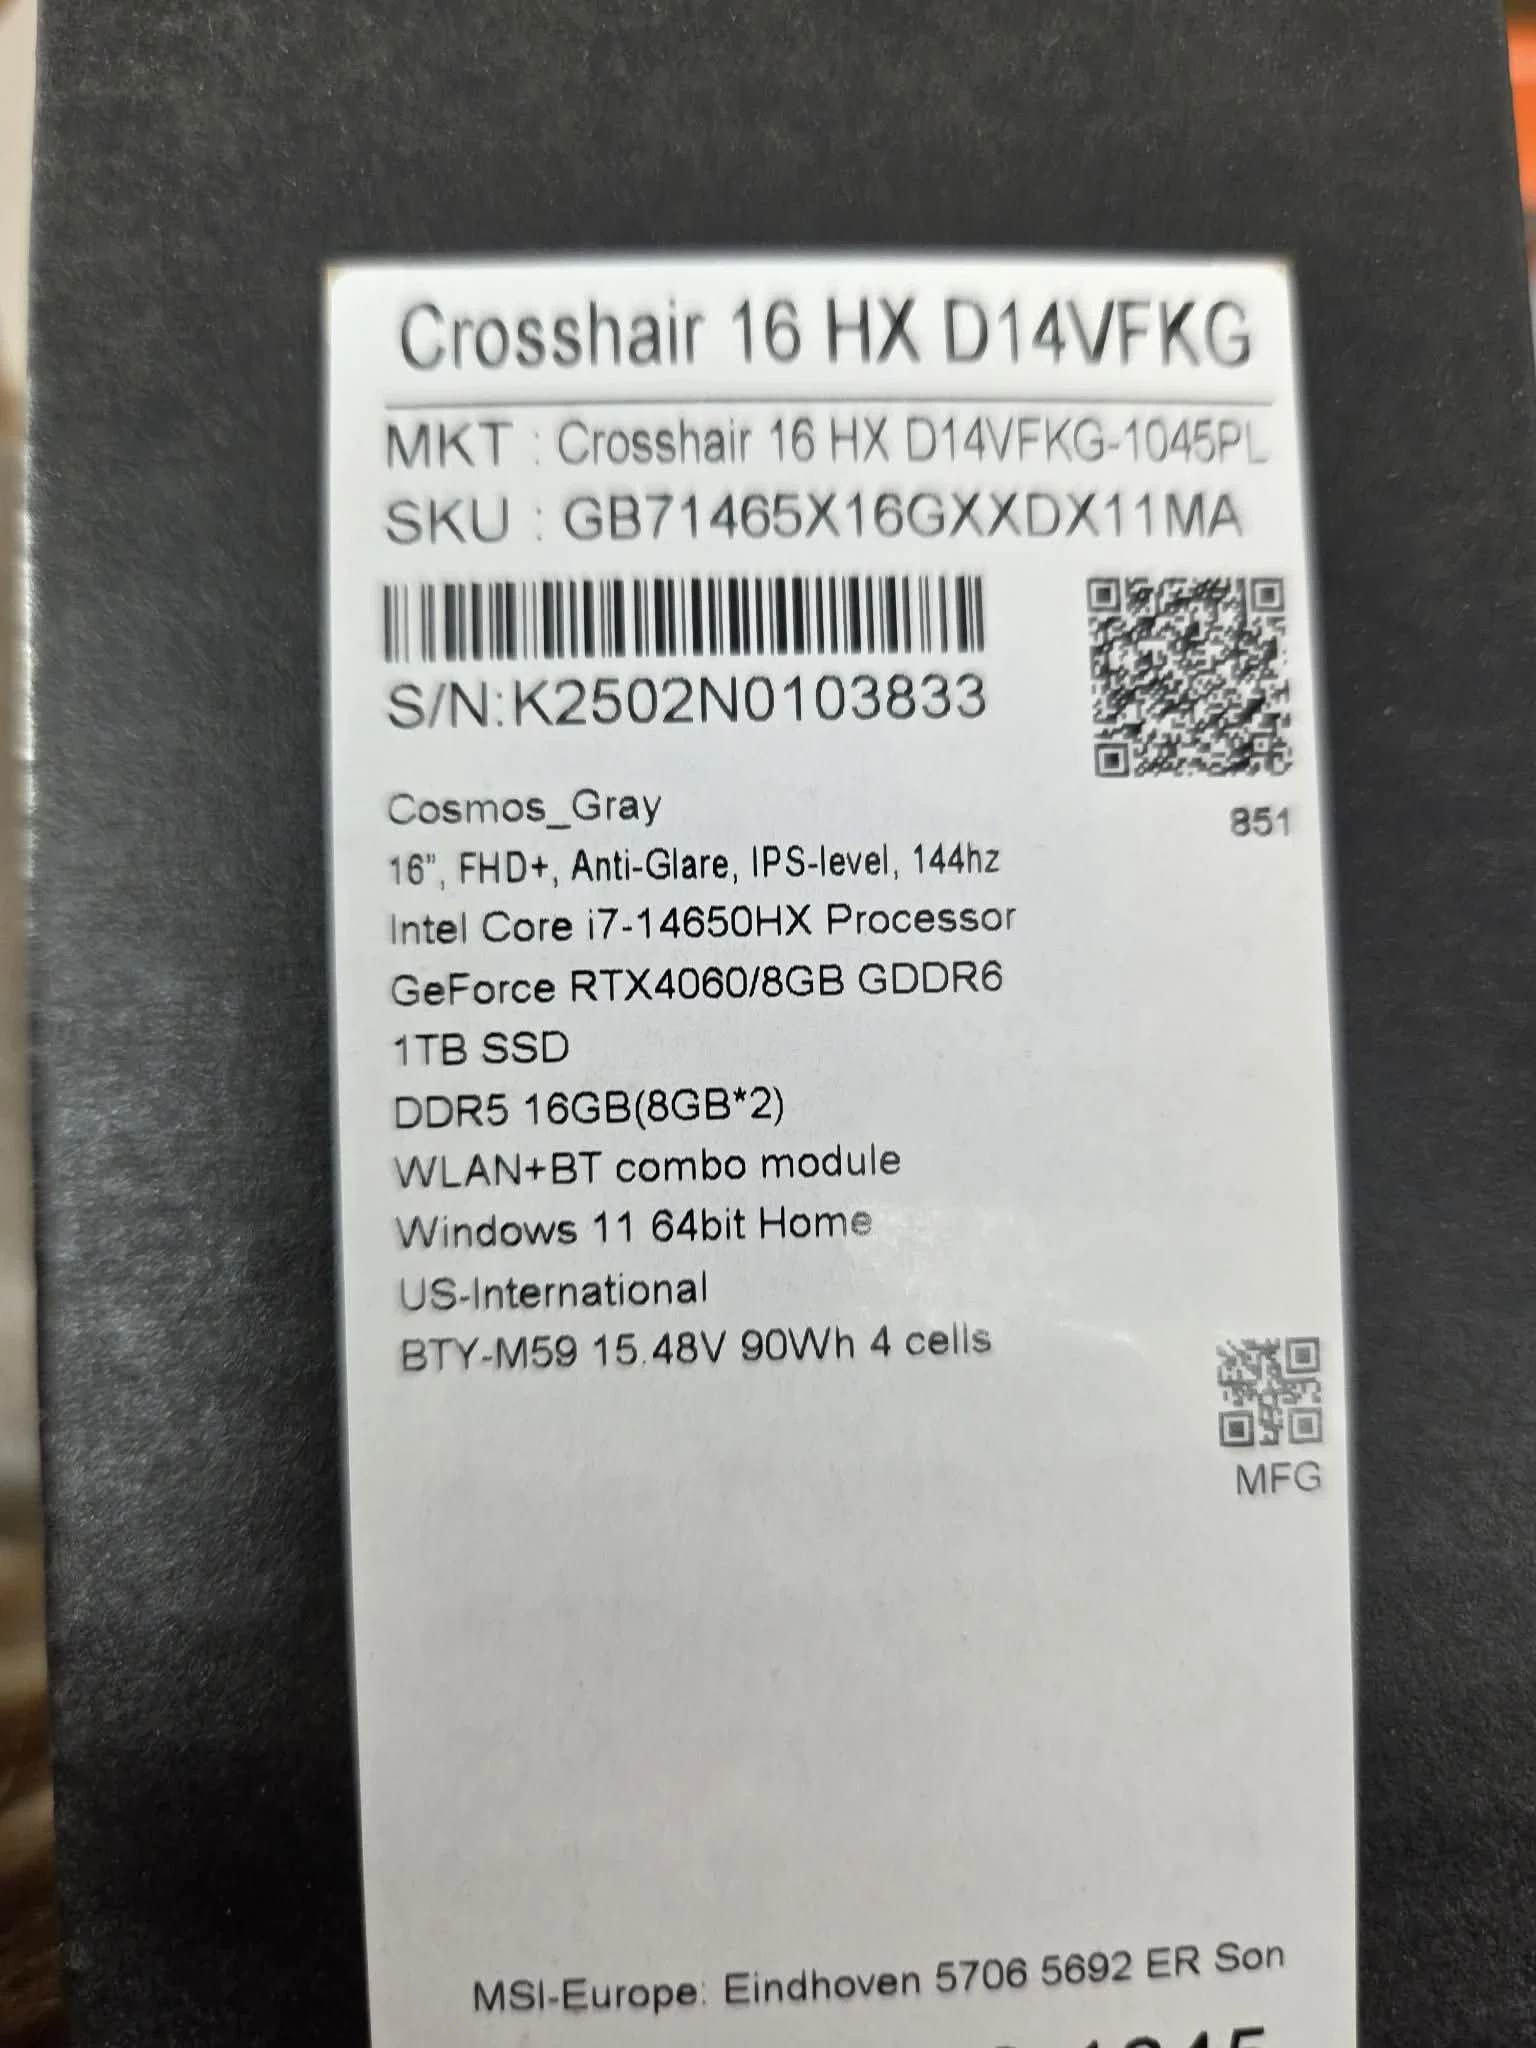 Crosshair 16 HX D14VFKG
MKT : Crosshair 16 HX D14VFKG-1045PL
SKU : GB71465X16GXXDX11MA
S/N:K2502N0103833
851
Cosmos_Gray
16”, FHD+, Anti-Glare, IPS-level, 144hz
Intel Core i7-14650HX Processor
GeForce RTX4060/8GB GDDR6
1TB SSD
DDR5 16GB(8GB*2)
WLAN+BT combo module
Windows 11 64bit Home
US-International
BTY-M59 15.48V 90Wh 4 cells
MFG
MSI-Europe: Eindhoven 5706 5692 ER Son